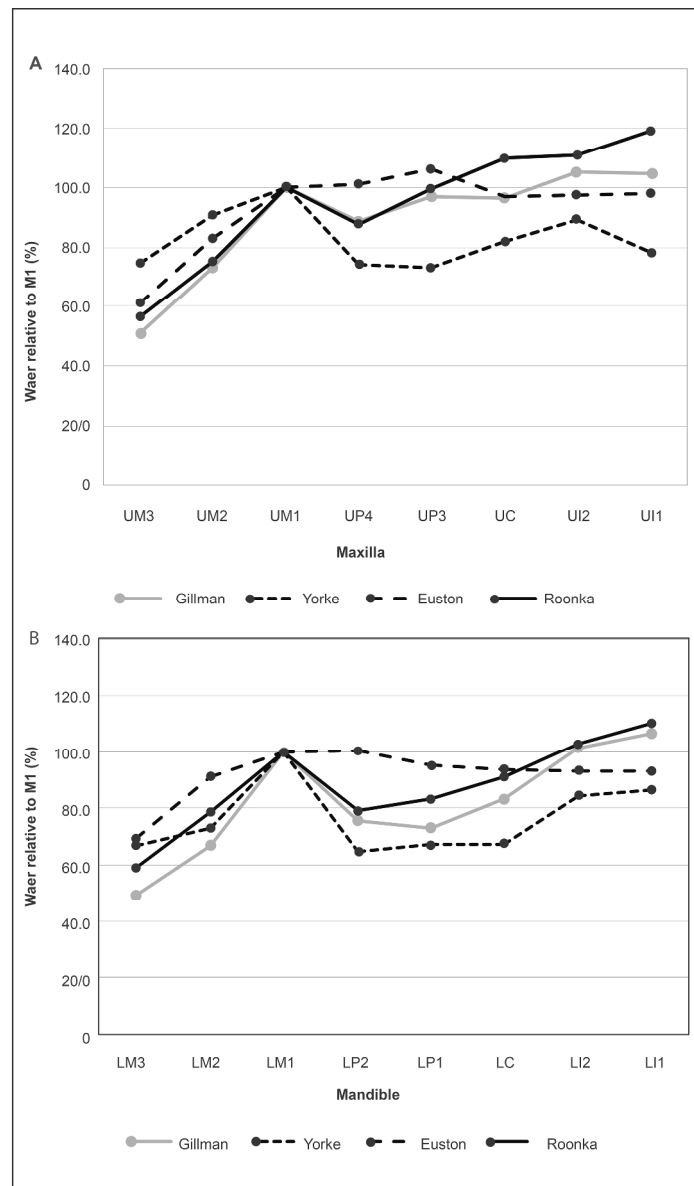 A
140.0
120.0
100.0
80.0
60.0
40.0
20/0
0
Waer relative to M1 (%)
UM3 UM2 UM1 UP4 UP3 UC UI2 UI1
Maxilla
Gillman Yorke Euston Roonka
B
140.0
120.0
100.0
80.0
60.0
40.0
20/0
0
Waer relative to M1 (%)
LM3 LM2 LM1 LP2 LP1 LC LI2 LI1
Mandible
Gillman Yorke Euston Roonka